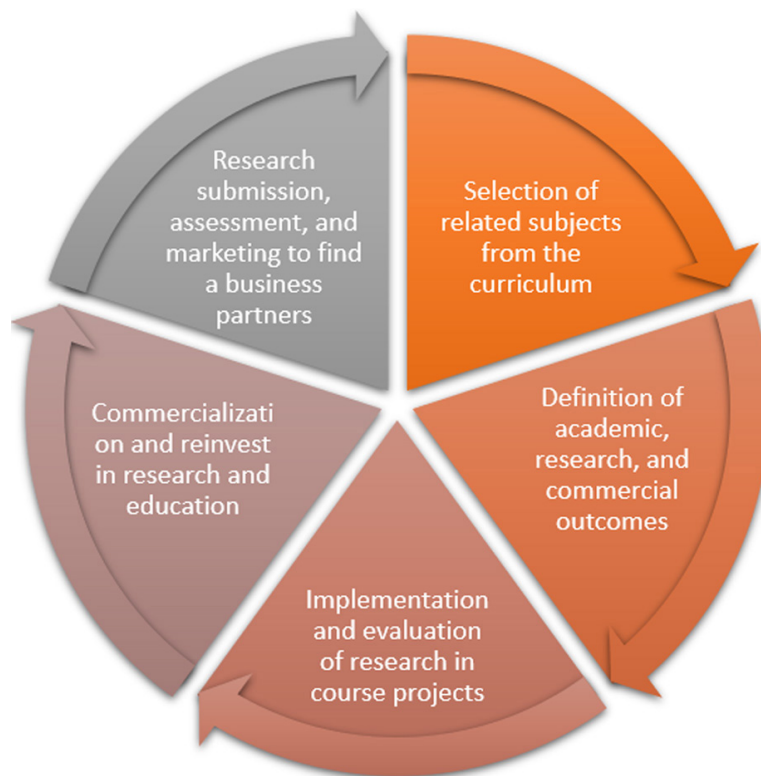 Selection of
related subjects
from the
curriculum
Definition of
academic,
research, and
commercial
outcomes
Implementation
and evaluation
of research in
course projects
Commercializati
on and reinvest
in research and
education
Research
submission,
assessment, and
marketing to find
a business
partners